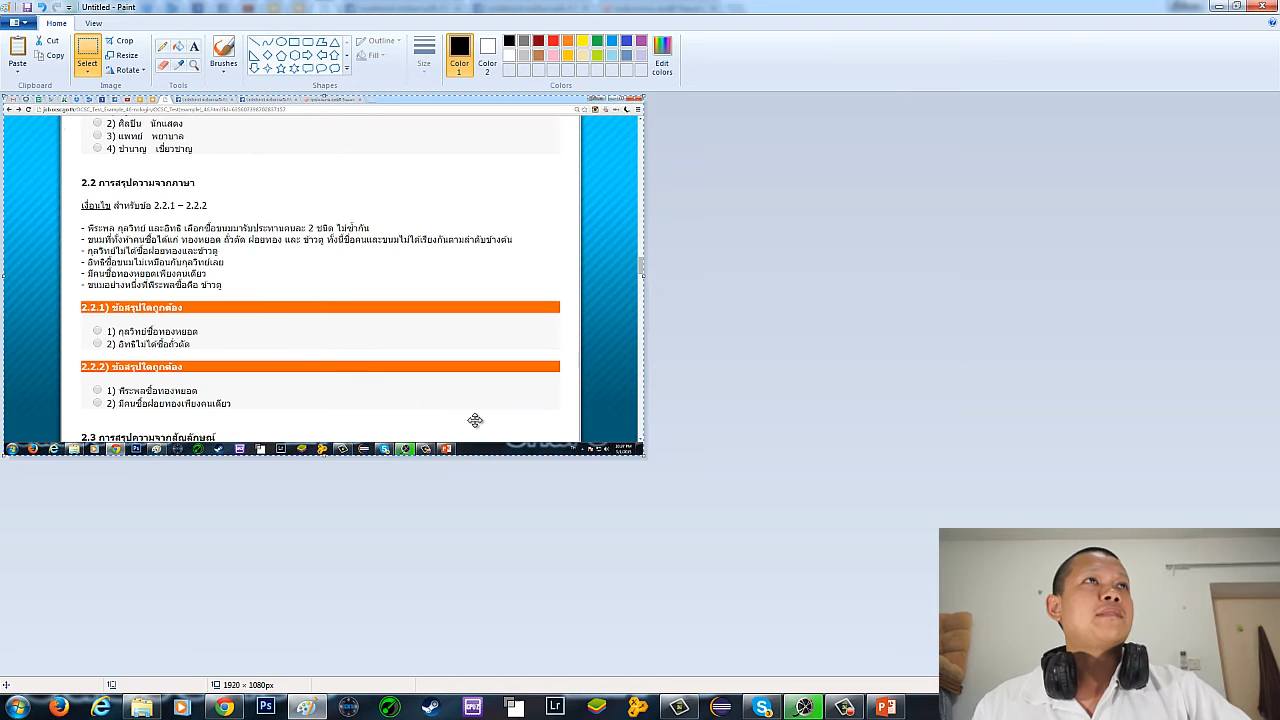 Untitled - Paint
Home
View
Paste
Cut
Copy
Clipboard
Select
Crop
Resize
Rotate
Image
Tools
Brushes
Shapes
Outline
Fill
Size
Color 1
Color 2
Edit colors
Colors
2) ศิลปิน นักแสดง
3) แพทย์ พยาบาล
4) ชำนาญ เชี่ยวชาญ
2.2 การสรุปความจากภาษา
เงื่อนไข สำหรับข้อ 2.2.1 – 2.2.2
- พีระพล กุลวิทย์ และอิทธิ เลือกซื้อขนมมารับประทานคนละ 2 ชนิด ไม่ซ้ำกัน
- ขนมที่ทั้งห้าคนซื้อได้แก่ ทองหยอด ถั่วตัด ฝอยทอง และ ข้าวตู ทั้งนี้ชื่อคนและขนมไม่ได้เรียงกันตามลำดับข้างต้น
- กุลวิทย์ไม่ได้ซื้อฝอยทองและข้าวตู
- อิทธิซื้อขนมไม่เหมือนกับกุลวิทย์เลย
- มีคนซื้อทองหยอดเพียงคนเดียว
- ขนมอย่างหนึ่งที่พีระพลซื้อคือ ข้าวตู
2.2.1) ข้อสรุปใดถูกต้อง
1) กุลวิทย์ซื้อทองหยอด
2) อิทธิไม่ได้ซื้อถั่วตัด
2.2.2) ข้อสรุปใดถูกต้อง
1) พีระพลซื้อทองหยอด
2) มีคนซื้อฝอยทองเพียงคนเดียว
2.3 การสรุปความจากสัญลักษณ์
1920 × 1080px